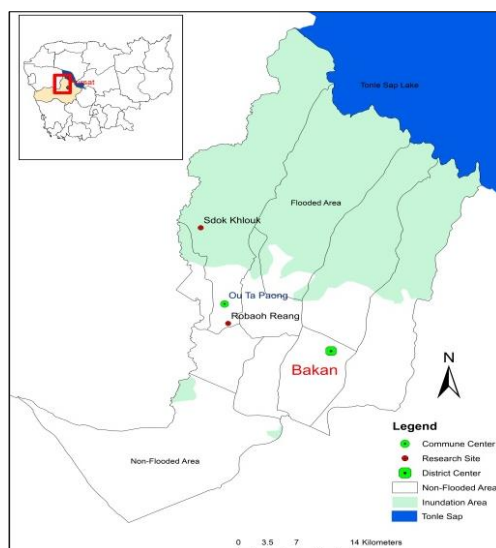 Tonle Sap Lake
Sdok Khlouk
Flooded Area
Ou Ta Paong
Robaoh Reang
Bakan
N
Non-Flooded Area
Legend
Commune Center
Research Site
District Center
Non-Flooded Area
Inundation Area
Tonle Sap
0 3.5 7 14 Kilometers